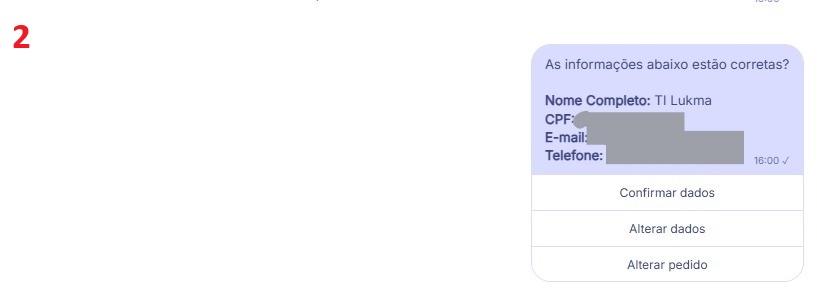 2
As informações abaixo estão corretas?
Nome Completo: TI Lukma
CPF:
E-mail:
Telefone:
16:00 ✓
Confirmar dados
Alterar dados
Alterar pedido